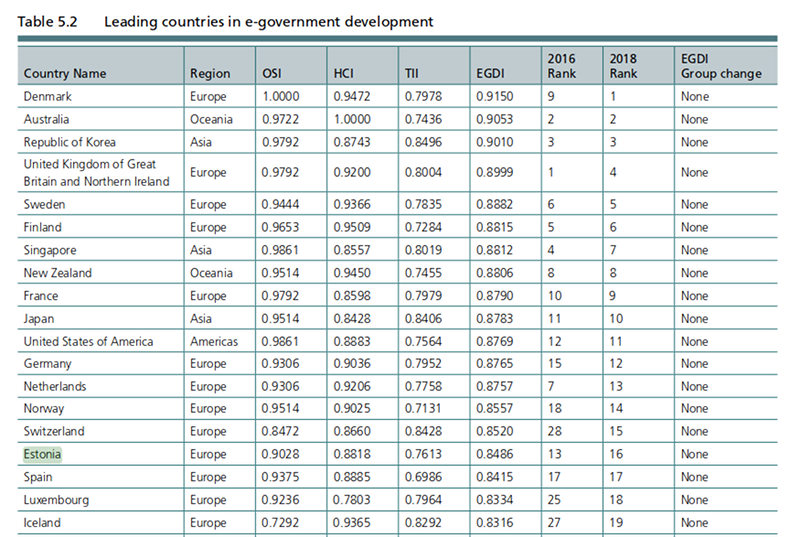 Table 5.2 Leading countries in e-government development
Country Name Region OSI HCI TII EGDI 2016 Rank 2018 Rank EGDI Group change
Denmark Europe 1.0000 0.9472 0.7978 0.9150 9 1 None
Australia Oceania 0.9722 1.0000 0.7436 0.9053 2 2 None
Republic of Korea Asia 0.9792 0.8743 0.8496 0.9010 3 3 None
United Kingdom of Great Britain and Northern Ireland Europe 0.9792 0.9200 0.8004 0.8999 1 4 None
Sweden Europe 0.9444 0.9366 0.7835 0.8882 6 5 None
Finland Europe 0.9653 0.9509 0.7284 0.8815 5 6 None
Singapore Asia 0.9861 0.8557 0.8019 0.8812 4 7 None
New Zealand Oceania 0.9514 0.9450 0.7455 0.8806 8 8 None
France Europe 0.9792 0.8598 0.7979 0.8790 10 9 None
Japan Asia 0.9514 0.8428 0.8406 0.8783 11 10 None
United States of America Americas 0.9861 0.8883 0.7564 0.8769 12 11 None
Germany Europe 0.9306 0.9036 0.7952 0.8765 15 12 None
Netherlands Europe 0.9306 0.9206 0.7758 0.8757 7 13 None
Norway Europe 0.9514 0.9025 0.7131 0.8557 18 14 None
Switzerland Europe 0.8472 0.8660 0.8428 0.8520 28 15 None
Estonia Europe 0.9028 0.8818 0.7613 0.8486 13 16 None
Spain Europe 0.9375 0.8885 0.6986 0.8415 17 17 None
Luxembourg Europe 0.9236 0.7803 0.7964 0.8334 25 18 None
Iceland Europe 0.7292 0.9365 0.8292 0.8316 27 19 None